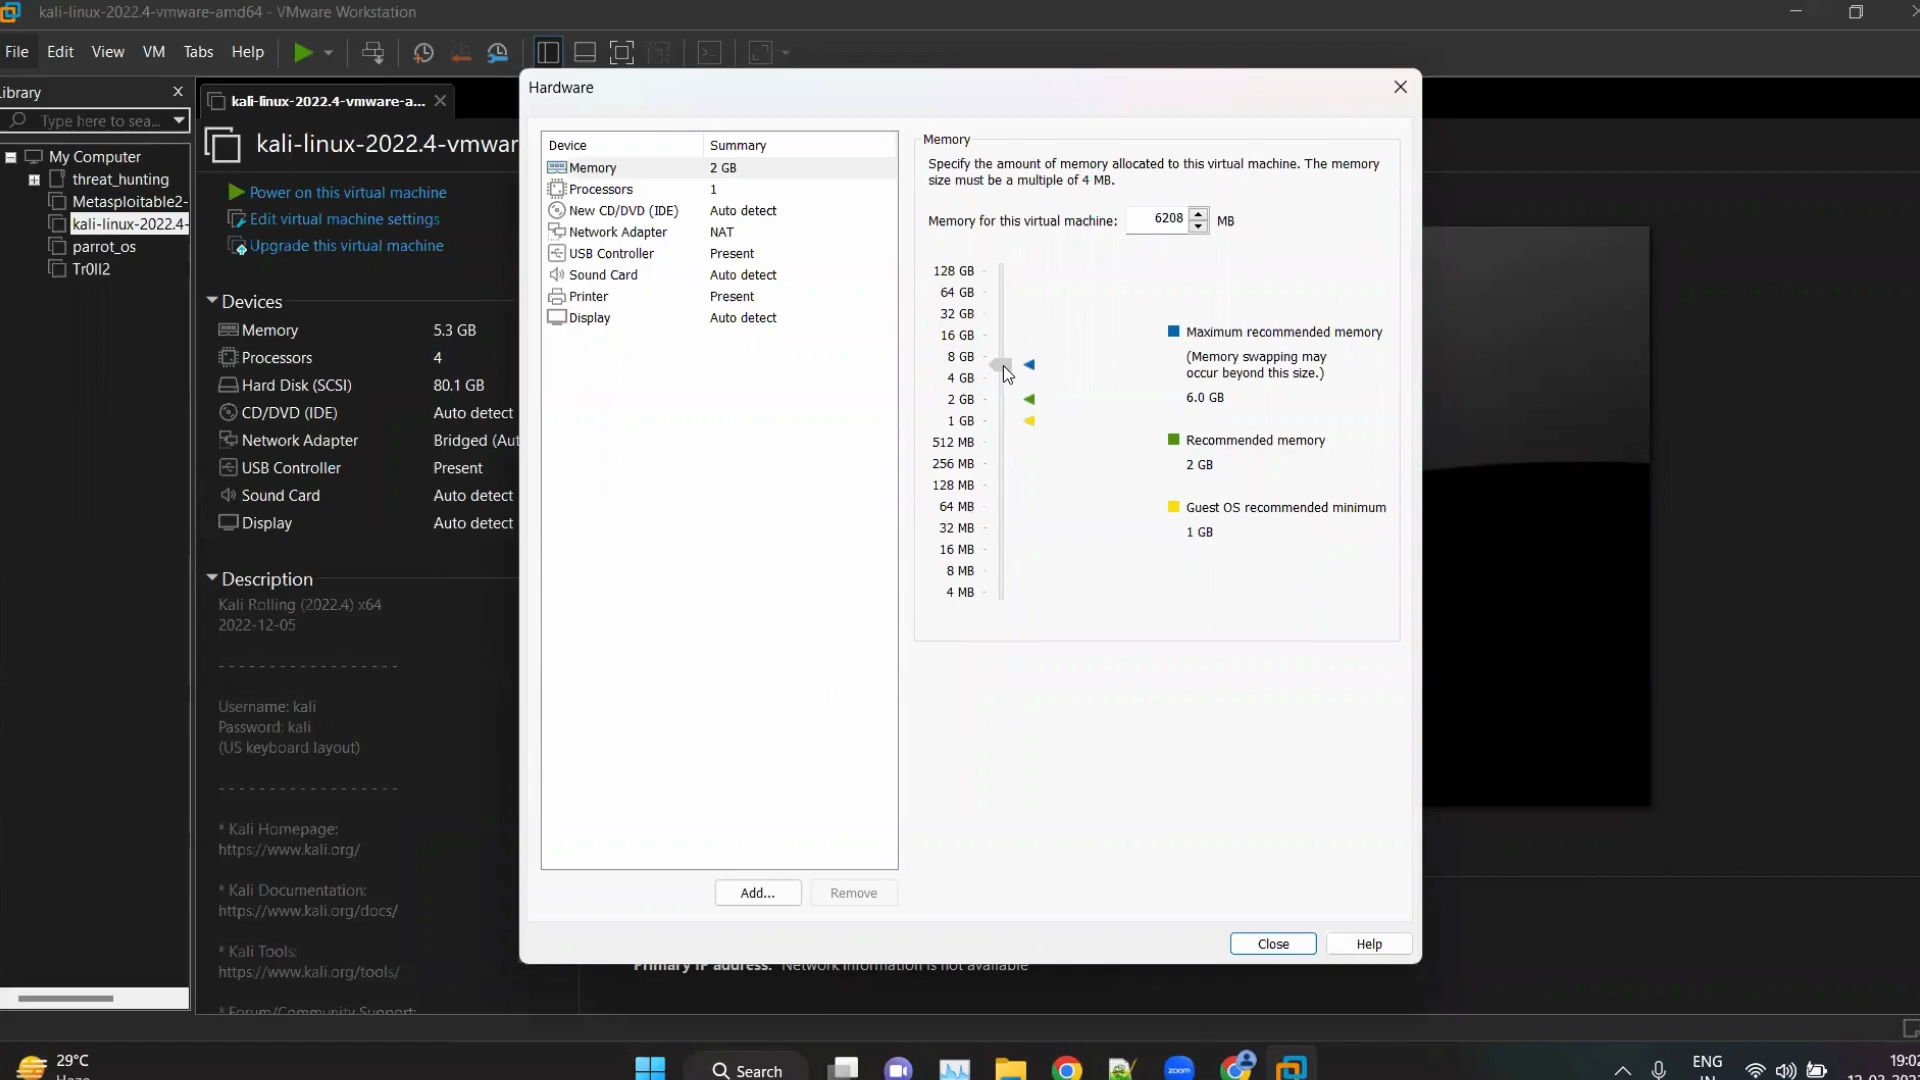 kali-linux-2022.4-vmware-amd64 - VMware Workstation
File Edit View VM Tabs Help
Library
Type here to sea...
My Computer
threat_hunting
Metasploitable2-
kali-linux-2022.4-
parrot_os
Tr0ll2
kali-linux-2022.4-vmware-a...
kali-linux-2022.4-vmwar
Power on this virtual machine
Edit virtual machine settings
Upgrade this virtual machine
Devices
Memory 5.3 GB
Processors 4
Hard Disk (SCSI) 80.1 GB
CD/DVD (IDE) Auto detect
Network Adapter Bridged (Aut
USB Controller Present
Sound Card Auto detect
Display Auto detect
Description
Kali Rolling (2022.4) x64
2022-12-05
- - - - - - - - - - - - - - - - - -
Username: kali
Password: kali
(US keyboard layout)
- - - - - - - - - - - - - - - - - -
* Kali Homepage:
https://www.kali.org/
* Kali Documentation:
https://www.kali.org/docs/
* Kali Tools:
https://www.kali.org/tools/
* Forum/Community Support:
Hardware
Device Summary
Memory 2 GB
Processors 1
New CD/DVD (IDE) Auto detect
Network Adapter NAT
USB Controller Present
Sound Card Auto detect
Printer Present
Display Auto detect
Add... Remove
Memory
Specify the amount of memory allocated to this virtual machine. The memory
size must be a multiple of 4 MB.
Memory for this virtual machine: 6208 MB
128 GB
64 GB
32 GB
16 GB
8 GB
4 GB
2 GB
1 GB
512 MB
256 MB
128 MB
64 MB
32 MB
16 MB
8 MB
4 MB
Maximum recommended memory
(Memory swapping may
occur beyond this size.)
6.0 GB
Recommended memory
2 GB
Guest OS recommended minimum
1 GB
Close Help
Primary IP address: Network information is not available
29°C
Haze
Search
zoom
ENG
IN
19:02